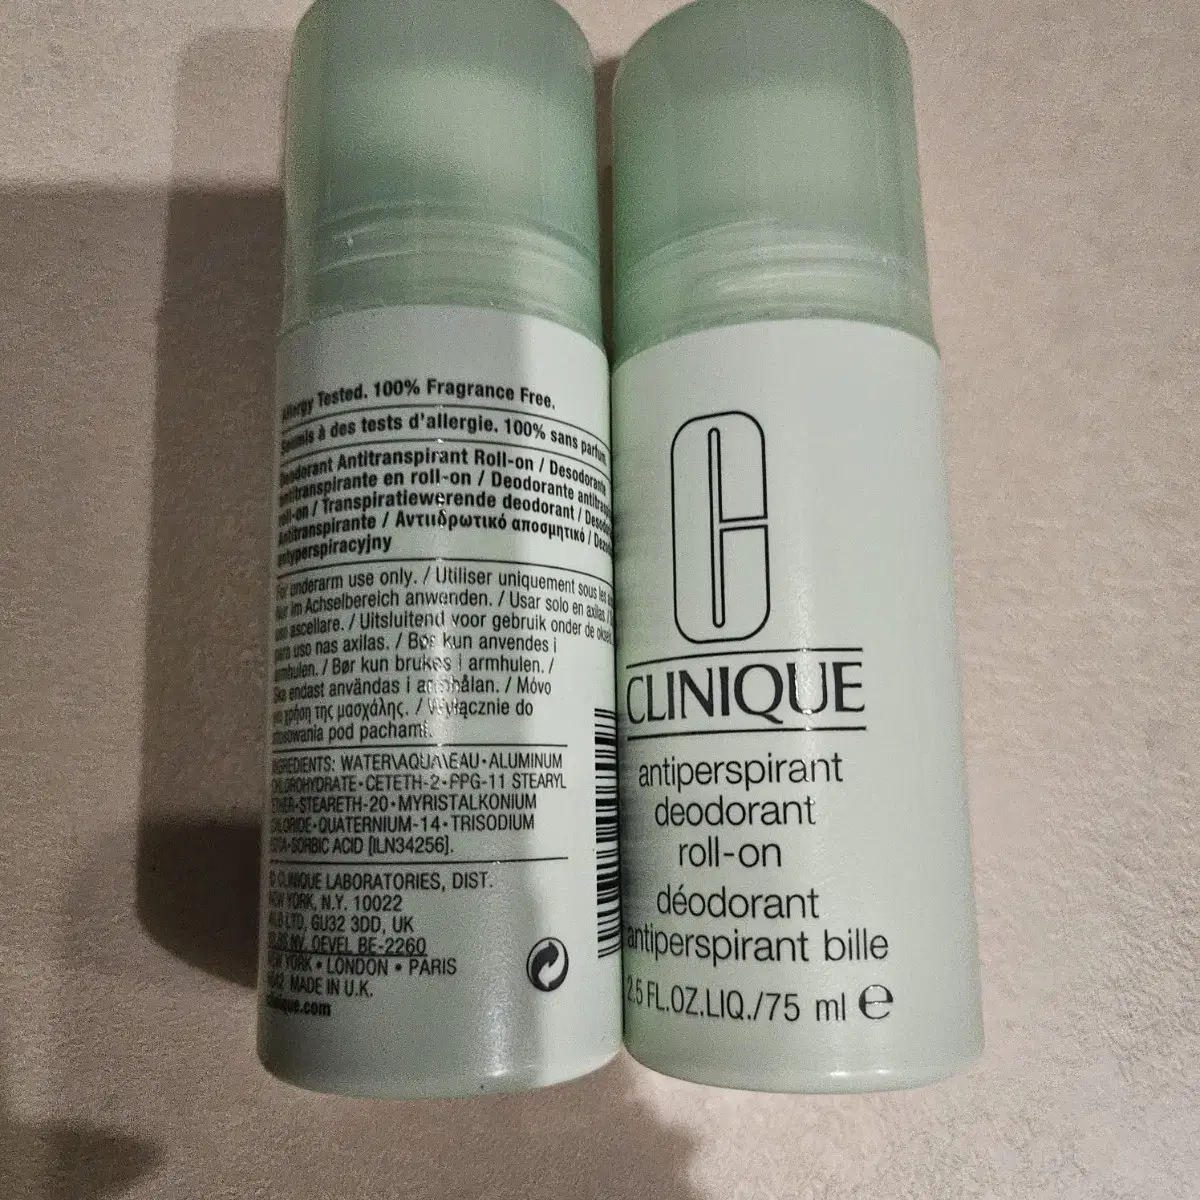 Allergy Tested. 100% Fragrance Free.
Soumis à des tests d'allergie. 100% sans parfum.
Deodorant Antitranspirant Roll-on / Desodorante
antitranspirante en roll-on / Deodorante
roll-on / Transpiratiewerende deodorant /
Antitranspirante / Αντιιδρωτικό αποσμητικό /
antyperspiracyjny
For underarm use only. / Utiliser uniquement sous les
Nur im Achselbereich anwenden. / Usar solo en axilas. /
uso ascellare. / Uitsluitend voor gebruik onder de
para uso nas axilas. / Bør kun anvendes i
armhulen. / Bør kun brukes i armhulen. /
Ska endast användas i armhålan. / Μόνο
για χρήση της μασχάλης. / Wyłącznie do
stosowania pod pachami.
INGREDIENTS: WATER\AQUA\EAU•ALUMINUM
CHLOROHYDRATE•CETETH-2•PPG-11 STEARYL
ETHER•STEARETH-20•MYRISTALKONIUM
CHLORIDE•QUATERNIUM-14•TRISODIUM
EDTA•SORBIC ACID [ILN34256].
© CLINIQUE LABORATORIES, DIST.
NEW YORK, N.Y. 10022
LTD, GU32 3DD, UK
NV, OEVEL BE-2260
NEW YORK • LONDON • PARIS
MADE IN U.K.
clinique.com
C
CLINIQUE
antiperspirant
deodorant
roll-on
déodorant
antiperspirant bille
2.5 FL.OZ.LIQ./75 ml e